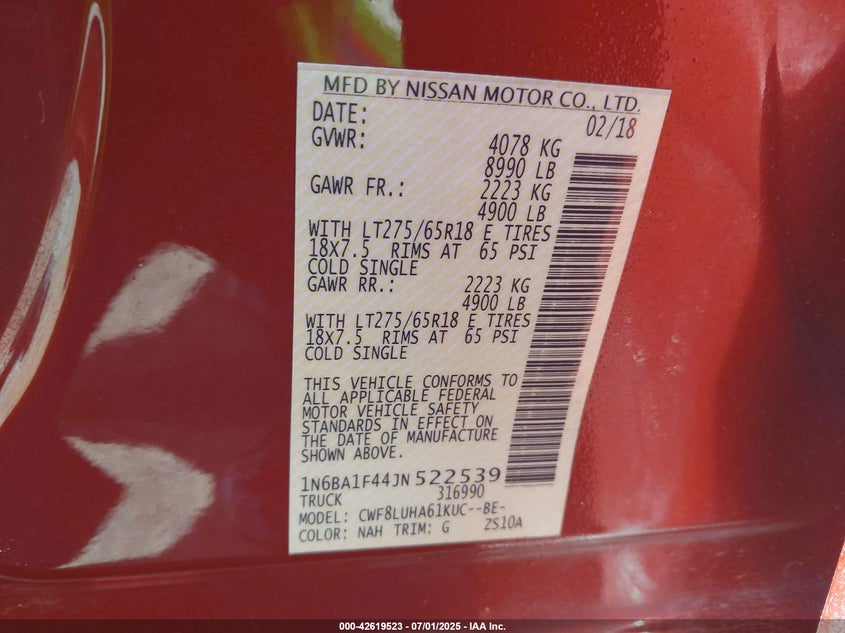 MFD BY NISSAN MOTOR CO., LTD.
DATE: 02/18
GVWR: 4078 KG
8990 LB
GAWR FR.: 2223 KG
4900 LB
WITH LT275/65R18 E TIRES
18X7.5 RIMS AT 65 PSI
COLD SINGLE
GAWR RR.: 2223 KG
4900 LB
WITH LT275/65R18 E TIRES
18X7.5 RIMS AT 65 PSI
COLD SINGLE
THIS VEHICLE CONFORMS TO
ALL APPLICABLE FEDERAL
MOTOR VEHICLE SAFETY
STANDARDS IN EFFECT ON
THE DATE OF MANUFACTURE
SHOWN ABOVE.
1N6BA1F44JN522539
TRUCK 316990
MODEL: CWF8LUHA61KUC--BE-
COLOR: NAH TRIM: G ZS10A
000-42619523 - 07/01/2025 - IAA Inc.